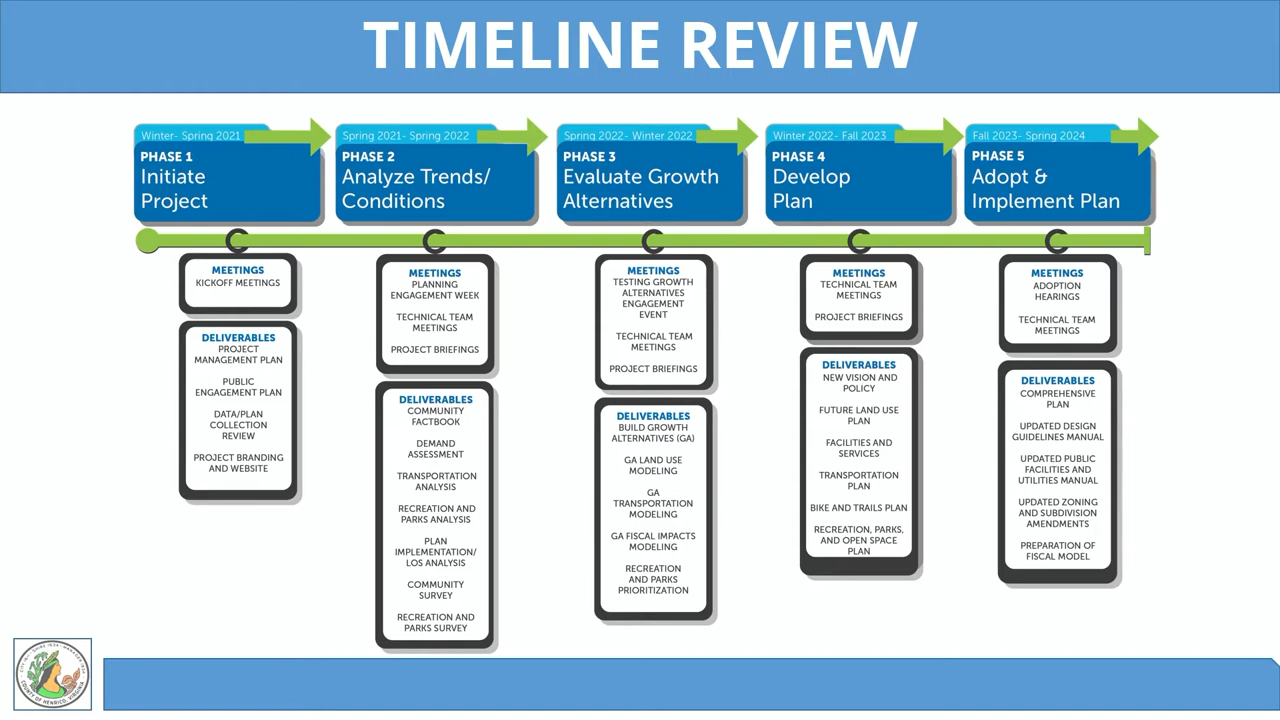 TIMELINE REVIEW
Winter- Spring 2021
PHASE 1
Initiate
Project
Spring 2021- Spring 2022
PHASE 2
Analyze Trends/
Conditions
Spring 2022- Winter 2022
PHASE 3
Evaluate Growth
Alternatives
Winter 2022- Fall 2023
PHASE 4
Develop
Plan
Fall 2023- Spring 2024
PHASE 5
Adopt &
Implement Plan
MEETINGS
KICKOFF MEETINGS
DELIVERABLES
PROJECT
MANAGEMENT PLAN
PUBLIC
ENGAGEMENT PLAN
DATA/PLAN
COLLECTION
REVIEW
PROJECT BRANDING
AND WEBSITE
MEETINGS
PLANNING
ENGAGEMENT WEEK
TECHNICAL TEAM
MEETINGS
PROJECT BRIEFINGS
DELIVERABLES
COMMUNITY
FACTBOOK
DEMAND
ASSESSMENT
TRANSPORTATION
ANALYSIS
RECREATION AND
PARKS ANALYSIS
PLAN
IMPLEMENTATION/
LOS ANALYSIS
COMMUNITY
SURVEY
RECREATION AND
PARKS SURVEY
MEETINGS
TESTING GROWTH
ALTERNATIVES
ENGAGEMENT
EVENT
TECHNICAL TEAM
MEETINGS
PROJECT BRIEFINGS
DELIVERABLES
BUILD GROWTH
ALTERNATIVES (GA)
GA LAND USE
MODELING
GA
TRANSPORTATION
MODELING
GA FISCAL IMPACTS
MODELING
RECREATION
AND PARKS
PRIORITIZATION
MEETINGS
TECHNICAL TEAM
MEETINGS
PROJECT BRIEFINGS
DELIVERABLES
NEW VISION AND
POLICY
FUTURE LAND USE
PLAN
FACILITIES AND
SERVICES
TRANSPORTATION
PLAN
BIKE AND TRAILS PLAN
RECREATION, PARKS,
AND OPEN SPACE
PLAN
MEETINGS
ADOPTION
HEARINGS
TECHNICAL TEAM
MEETINGS
DELIVERABLES
COMPREHENSIVE
PLAN
UPDATED DESIGN
GUIDELINES MANUAL
UPDATED PUBLIC
FACILITIES AND
UTILITIES MANUAL
UPDATED ZONING
AND SUBDIVISION
AMENDMENTS
PREPARATION OF
FISCAL MODEL
COUNTY OF HENRICO, VIRGINIA